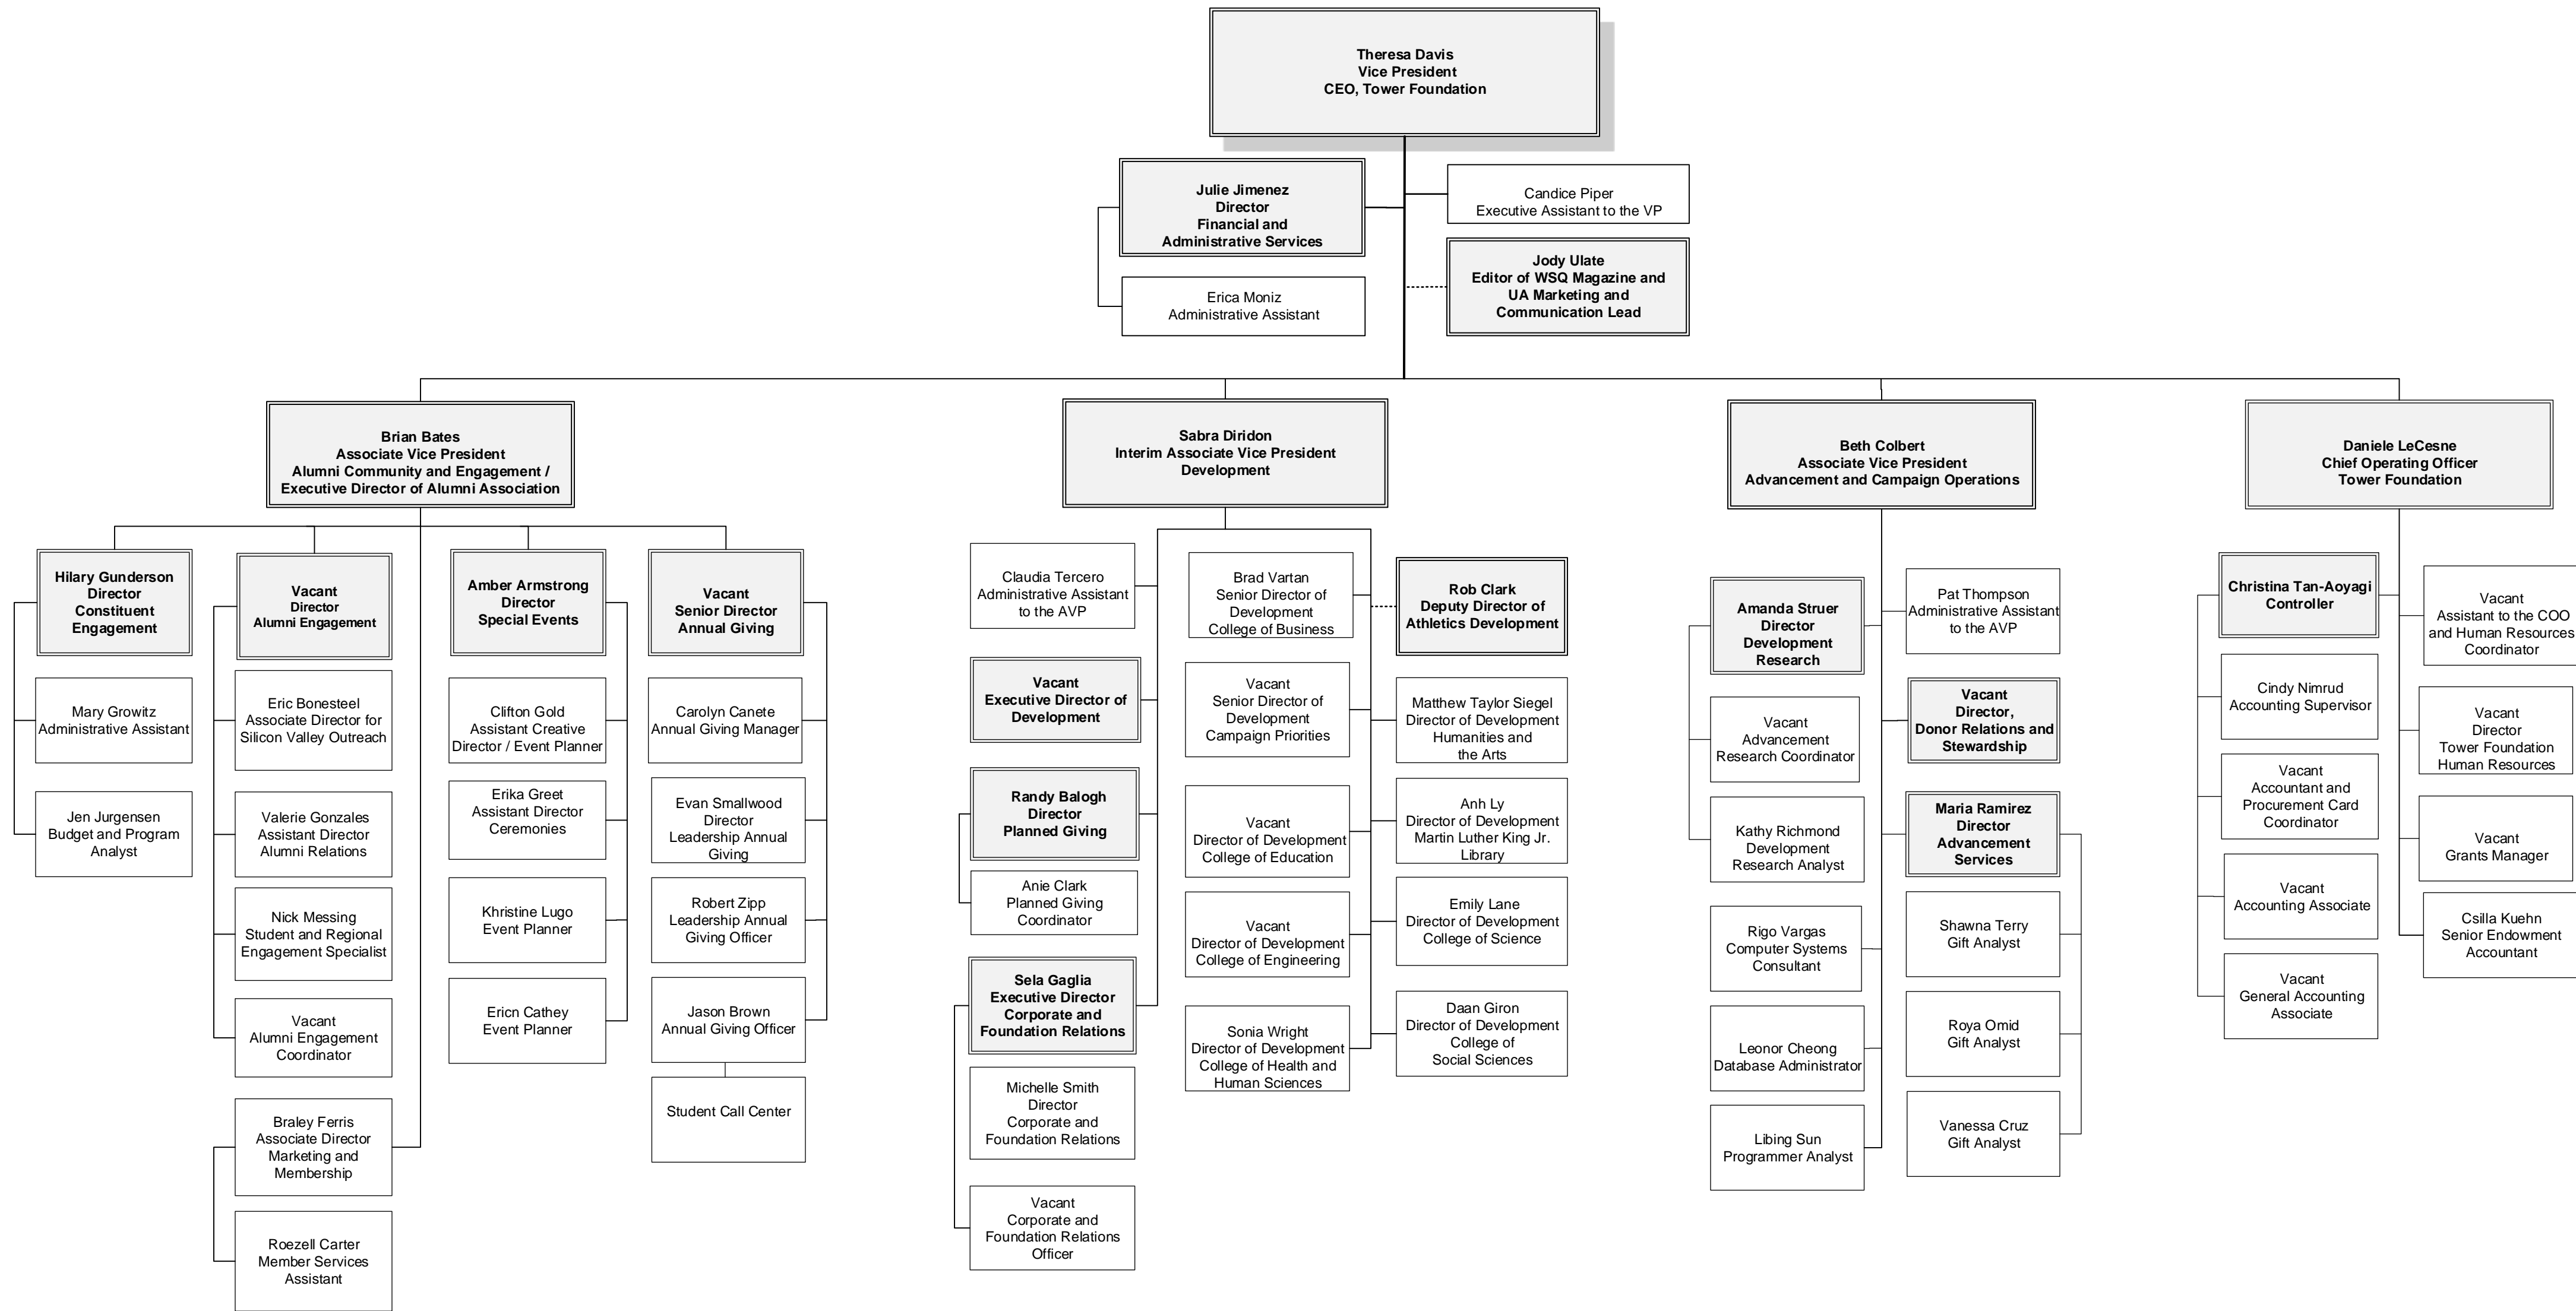 Theresa Davis
Vice President
CEO, Tower Foundation
Julie Jimenez
Director
Financial and
Administrative Services
Candice Piper
Executive Assistant to the VP
Jody Ulate
Editor of WSQ Magazine and
UA Marketing and
Communication Lead
Erica Moniz
Administrative Assistant
Brian Bates
Associate Vice President
Alumni Community and Engagement /
Executive Director of Alumni Association
Sabra Diridon
Interim Associate Vice President
Development
Beth Colbert
Associate Vice President
Advancement and Campaign Operations
Daniele LeCesne
Chief Operating Officer
Tower Foundation
Hilary Gunderson
Director
Constituent
Engagement
Mary Growitz
Administrative Assistant
Jen Jurgensen
Budget and Program
Analyst
Vacant
Director
Alumni Engagement
Eric Bonesteel
Associate Director for
Silicon Valley Outreach
Valerie Gonzales
Assistant Director
Alumni Relations
Nick Messing
Student and Regional
Engagement Specialist
Vacant
Alumni Engagement
Coordinator
Braley Ferris
Associate Director
Marketing and
Membership
Roezell Carter
Member Services
Assistant
Amber Armstrong
Director
Special Events
Clifton Gold
Assistant Creative
Director / Event Planner
Erika Greet
Assistant Director
Ceremonies
Khristine Lugo
Event Planner
Ericn Cathey
Event Planner
Vacant
Senior Director
Annual Giving
Carolyn Canete
Annual Giving Manager
Evan Smallwood
Director
Leadership Annual
Giving
Robert Zipp
Leadership Annual
Giving Officer
Jason Brown
Annual Giving Officer
Student Call Center
Claudia Tercero
Administrative Assistant
to the AVP
Vacant
Executive Director of
Development
Randy Balogh
Director
Planned Giving
Anie Clark
Planned Giving
Coordinator
Sela Gaglia
Executive Director
Corporate and
Foundation Relations
Michelle Smith
Director
Corporate and
Foundation Relations
Vacant
Corporate and
Foundation Relations
Officer
Brad Vartan
Senior Director of
Development
College of Business
Vacant
Senior Director of
Development
Campaign Priorities
Vacant
Director of Development
College of Education
Vacant
Director of Development
College of Engineering
Sonia Wright
Director of Development
College of Health and
Human Sciences
Rob Clark
Deputy Director of
Athletics Development
Matthew Taylor Siegel
Director of Development
Humanities and
the Arts
Anh Ly
Director of Development
Martin Luther King Jr.
Library
Emily Lane
Director of Development
College of Science
Daan Giron
Director of Development
College of
Social Sciences
Amanda Struer
Director
Development
Research
Vacant
Advancement
Research Coordinator
Kathy Richmond
Development
Research Analyst
Rigo Vargas
Computer Systems
Consultant
Leonor Cheong
Database Administrator
Libing Sun
Programmer Analyst
Pat Thompson
Administrative Assistant
to the AVP
Vacant
Director,
Donor Relations and
Stewardship
Maria Ramirez
Director
Advancement
Services
Shawna Terry
Gift Analyst
Roya Omid
Gift Analyst
Vanessa Cruz
Gift Analyst
Christina Tan-Aoyagi
Controller
Cindy Nimrud
Accounting Supervisor
Vacant
Accountant and
Procurement Card
Coordinator
Vacant
Accounting Associate
Vacant
General Accounting
Associate
Vacant
Assistant to the COO
and Human Resources
Coordinator
Vacant
Director
Tower Foundation
Human Resources
Vacant
Grants Manager
Csilla Kuehn
Senior Endowment
Accountant